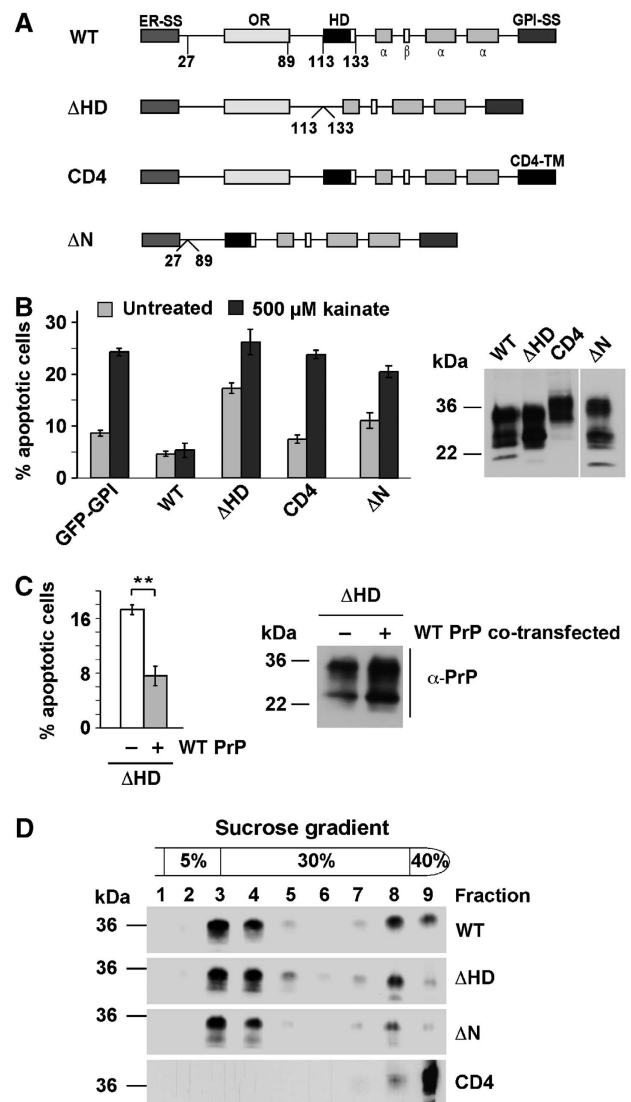 A
ER-SS OR HD GPI-SS
WT
α β α α
27 89 113 133
ΔHD
113 133
CD4-TM
CD4
ΔN
27 89
B
Untreated 500 µM kainate
% apoptotic cells
30
20
10
0
GFP-GPI WT ΔHD CD4 ΔN
kDa WT ΔHD CD4 ΔN
36
22
C
% apoptotic cells
**
16
12
8
4
0
– + WT PrP
ΔHD
ΔHD
kDa – + WT PrP co-transfected
36
22
α-PrP
D
Sucrose gradient
5% 30% 40%
kDa 1 2 3 4 5 6 7 8 9 Fraction
36 WT
36 ΔHD
36 ΔN
36 CD4